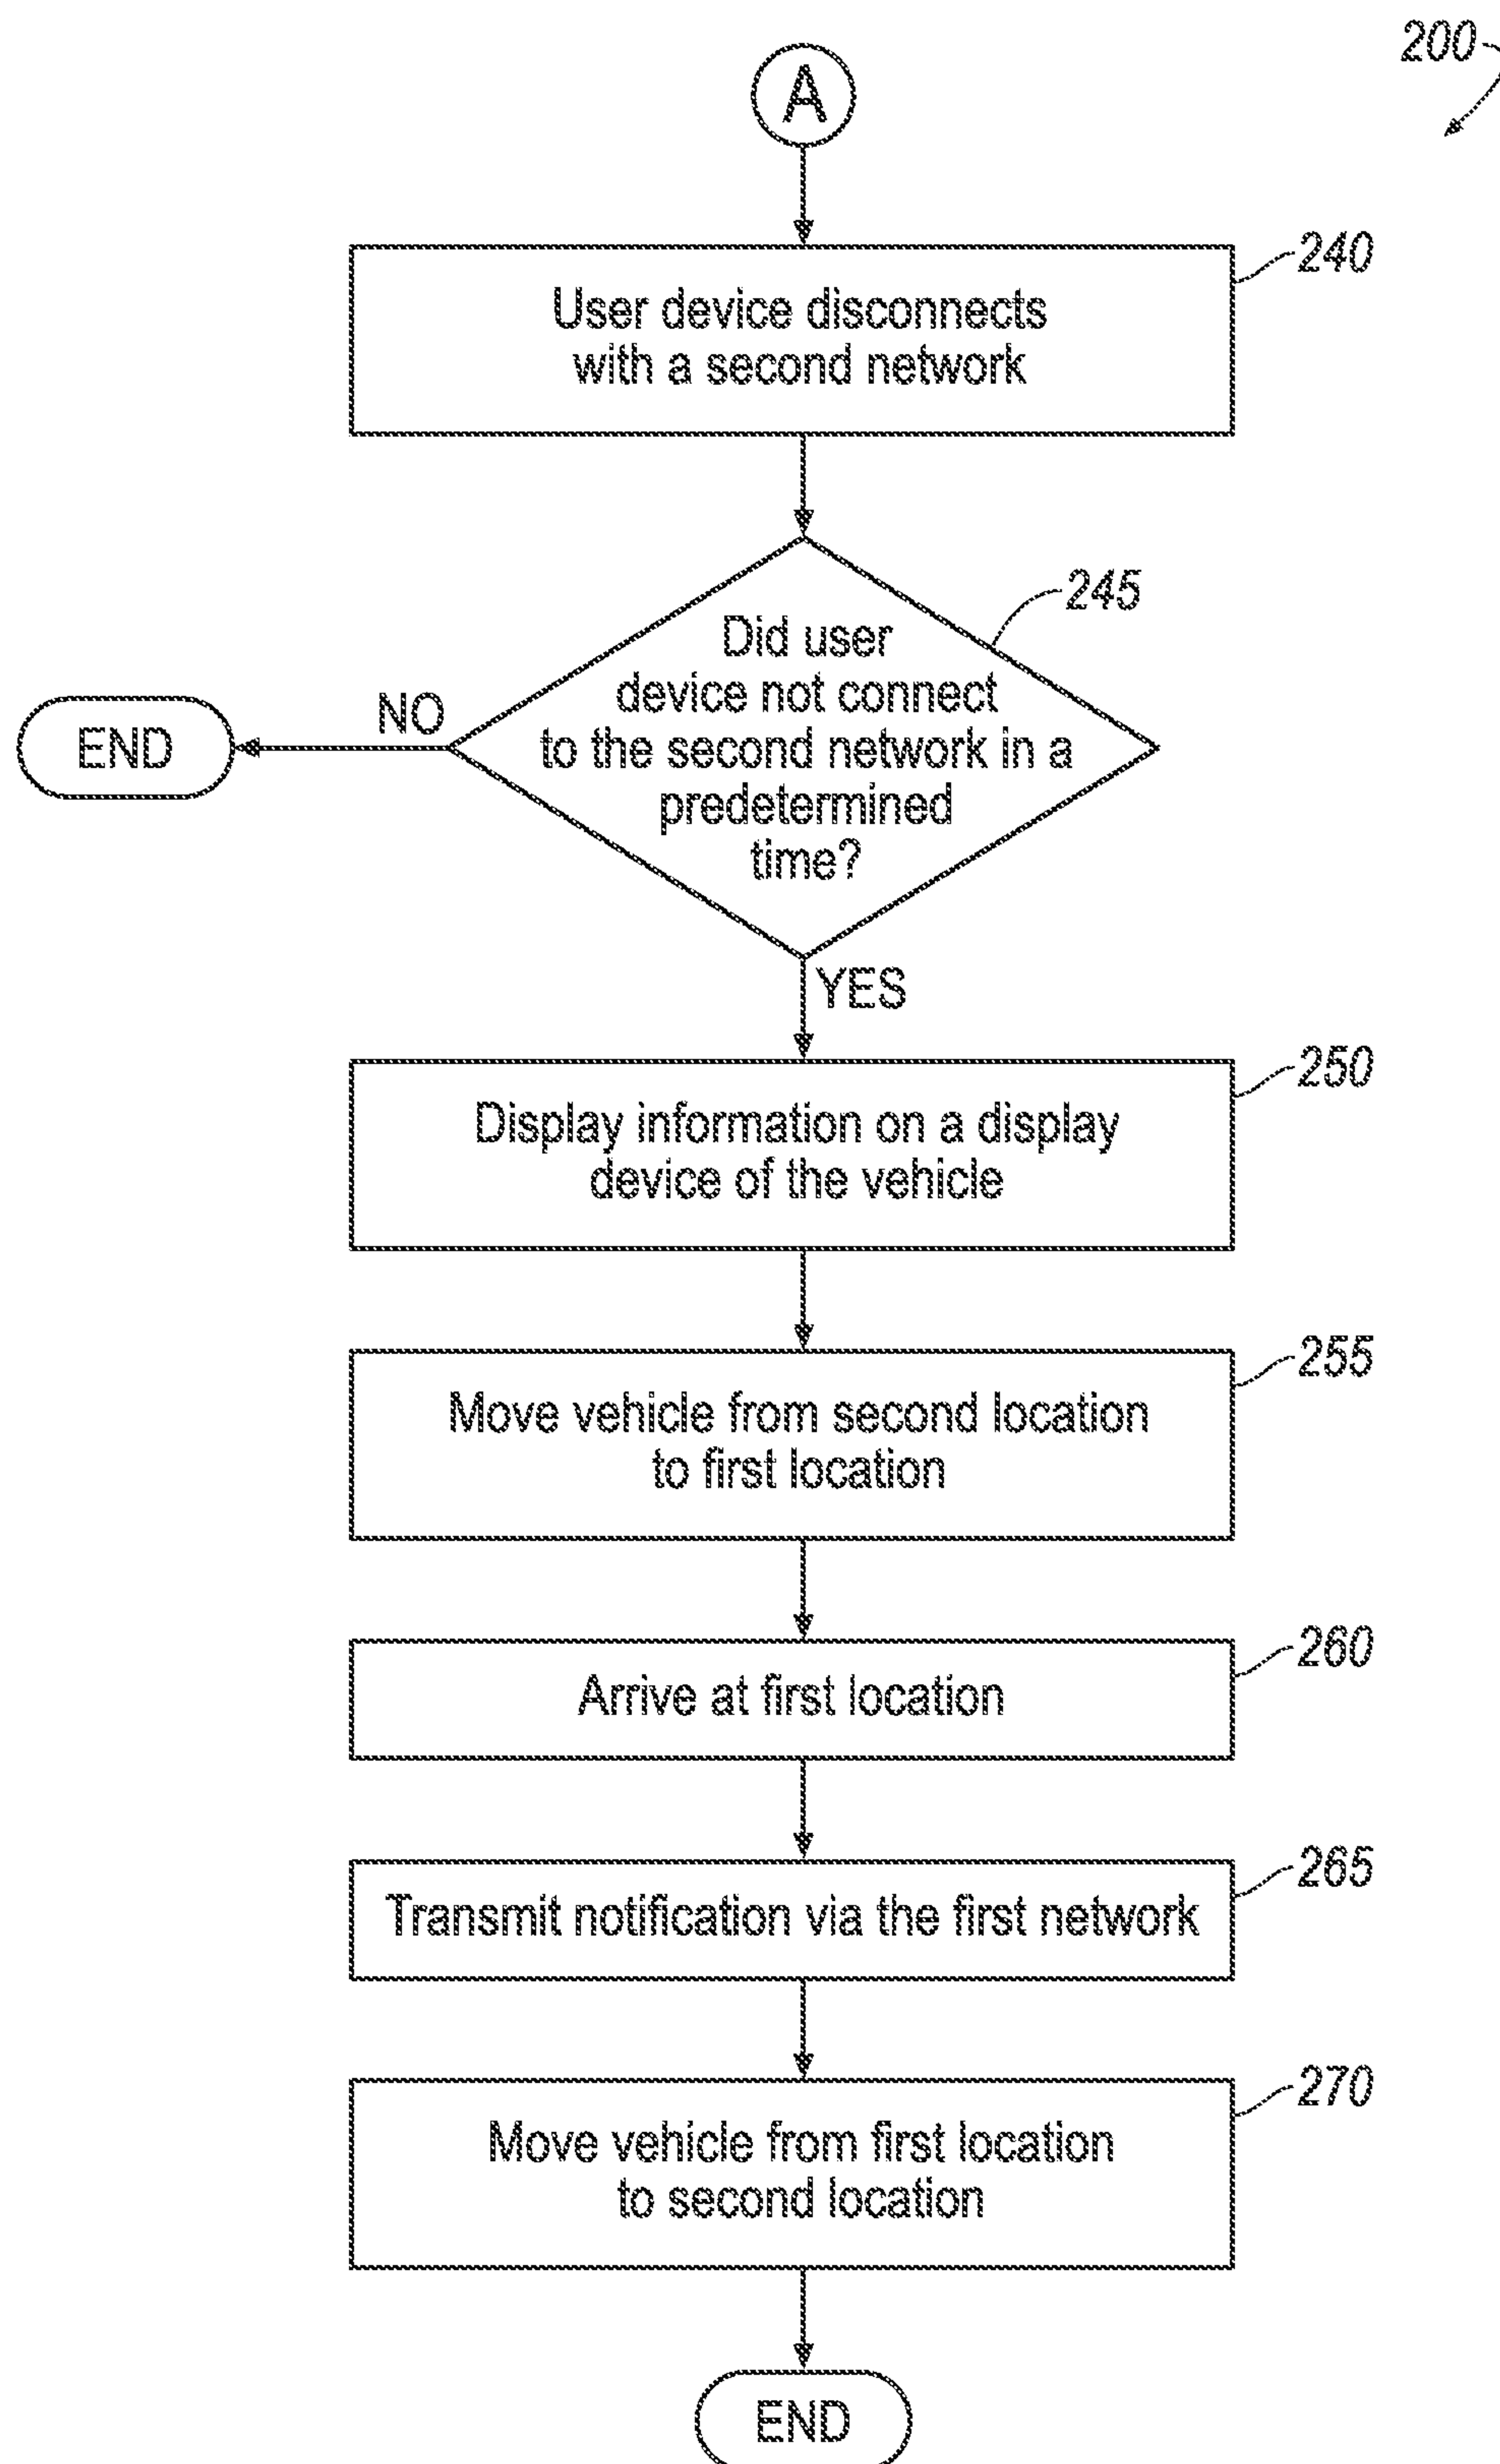 200
A
240
User device disconnects
with a second network
245
Did user
device not connect
to the second network in a
predetermined
time?
NO
END
YES
250
Display information on a display
device of the vehicle
255
Move vehicle from second location
to first location
260
Arrive at first location
265
Transmit notification via the first network
270
Move vehicle from first location
to second location
END